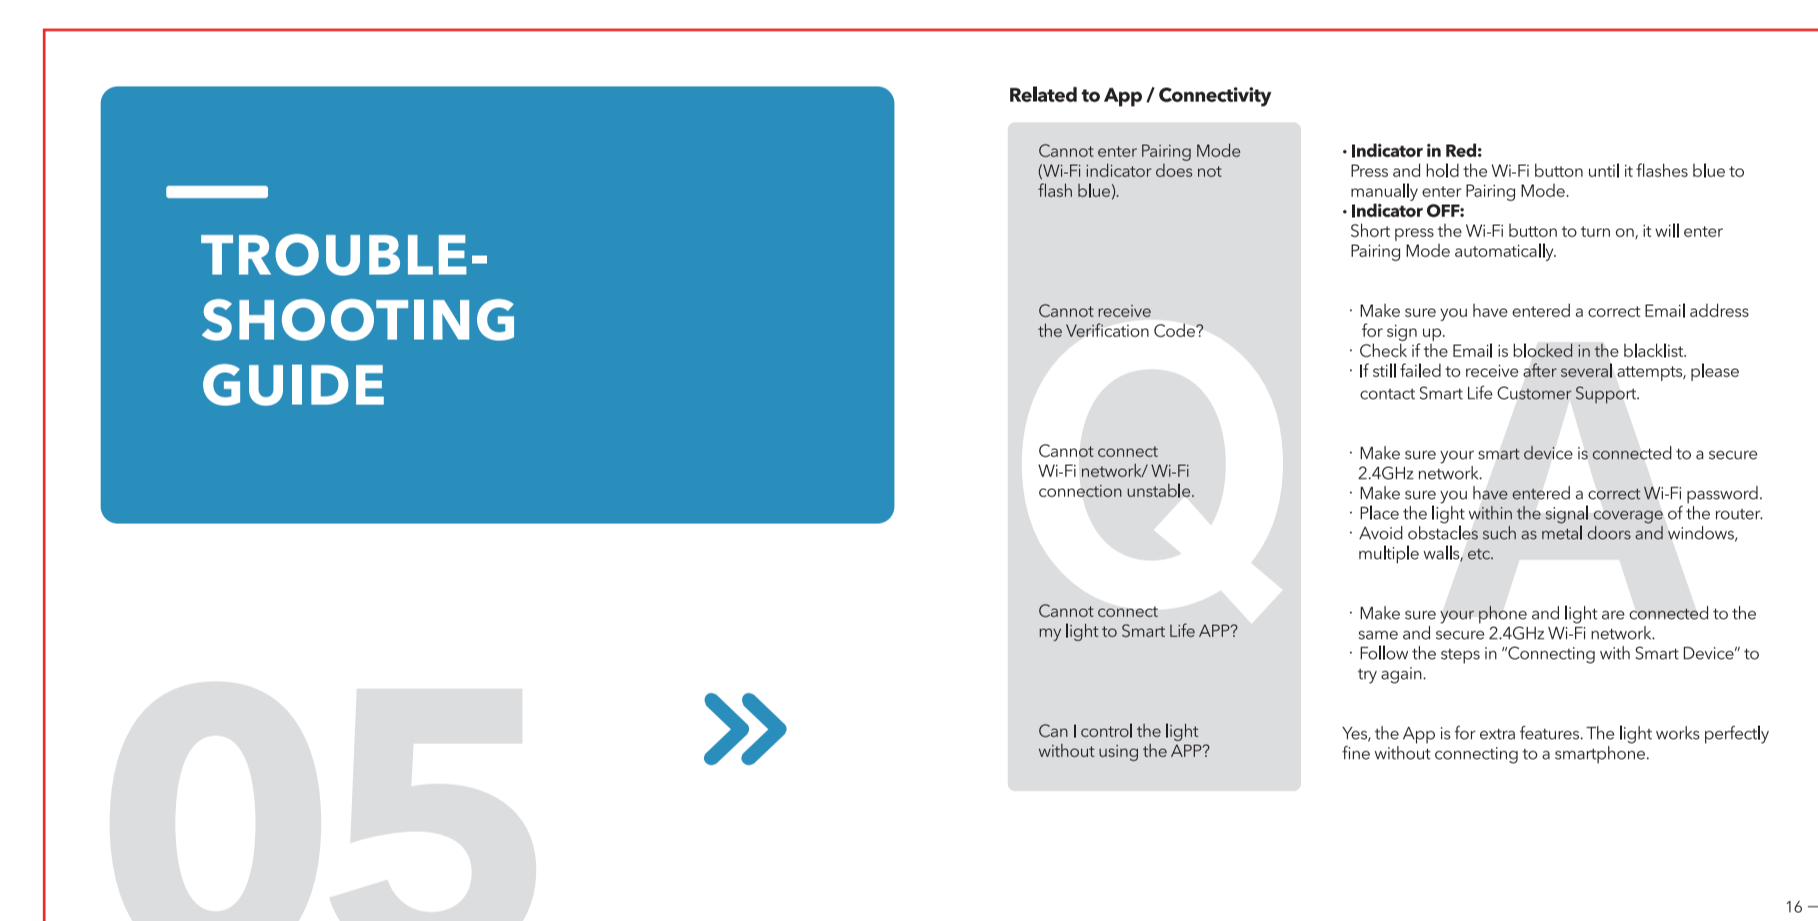 TROUBLE-
SHOOTING
GUIDE
05
Related to App / Connectivity
Cannot enter Pairing Mode
(Wi-Fi indicator does not
flash blue).
· Indicator in Red:
Press and hold the Wi-Fi button until it flashes blue to
manually enter Pairing Mode.
· Indicator OFF:
Short press the Wi-Fi button to turn on, it will enter
Pairing Mode automatically.
Cannot receive
the Verification Code?
· Make sure you have entered a correct Email address
for sign up.
· Check if the Email is blocked in the blacklist.
· If still failed to receive after several attempts, please
contact Smart Life Customer Support.
Cannot connect
Wi-Fi network/ Wi-Fi
connection unstable.
· Make sure your smart device is connected to a secure
2.4GHz network.
· Make sure you have entered a correct Wi-Fi password.
· Place the light within the signal coverage of the router.
· Avoid obstacles such as metal doors and windows,
multiple walls, etc.
Cannot connect
my light to Smart Life APP?
· Make sure your phone and light are connected to the
same and secure 2.4GHz Wi-Fi network.
· Follow the steps in "Connecting with Smart Device" to
try again.
Can I control the light
without using the APP?
Yes, the App is for extra features. The light works perfectly
fine without connecting to a smartphone.
Q
A
16 —